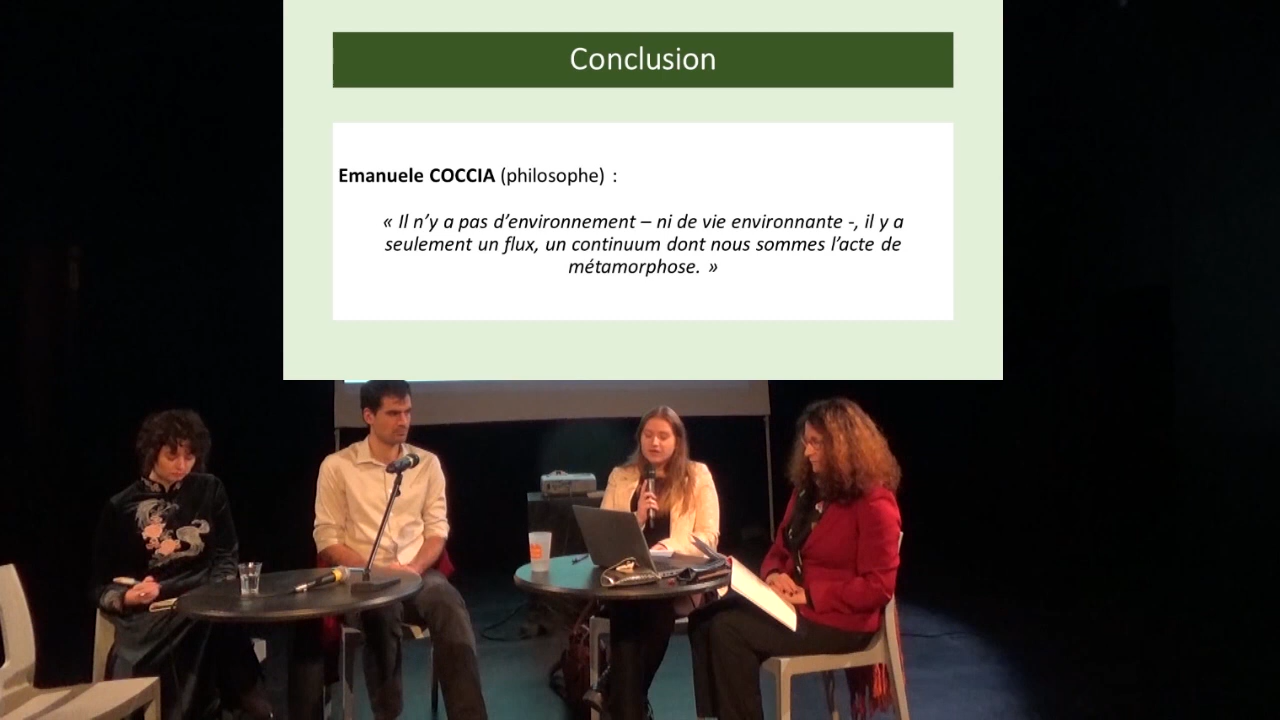 Conclusion
Emanuele COCCIA (philosophe) :
« Il n’y a pas d’environnement – ni de vie environnante -, il y a
seulement un flux, un continuum dont nous sommes l’acte de
métamorphose. »